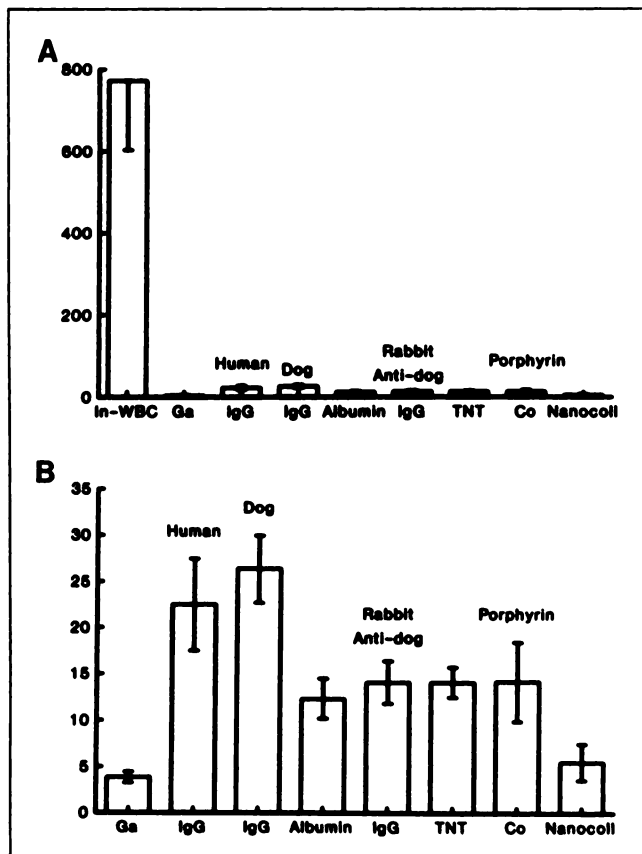 A
800
600
400
200
0
Human
Dog
Rabbit
Anti-dog
Porphyrin
In-WBC Ga IgG IgG Albumin IgG TNT Co Nanocoll
B
35
30
25
20
15
10
5
0
Human
Dog
Rabbit
Anti-dog
Porphyrin
Ga IgG IgG Albumin IgG TNT Co Nanocoll